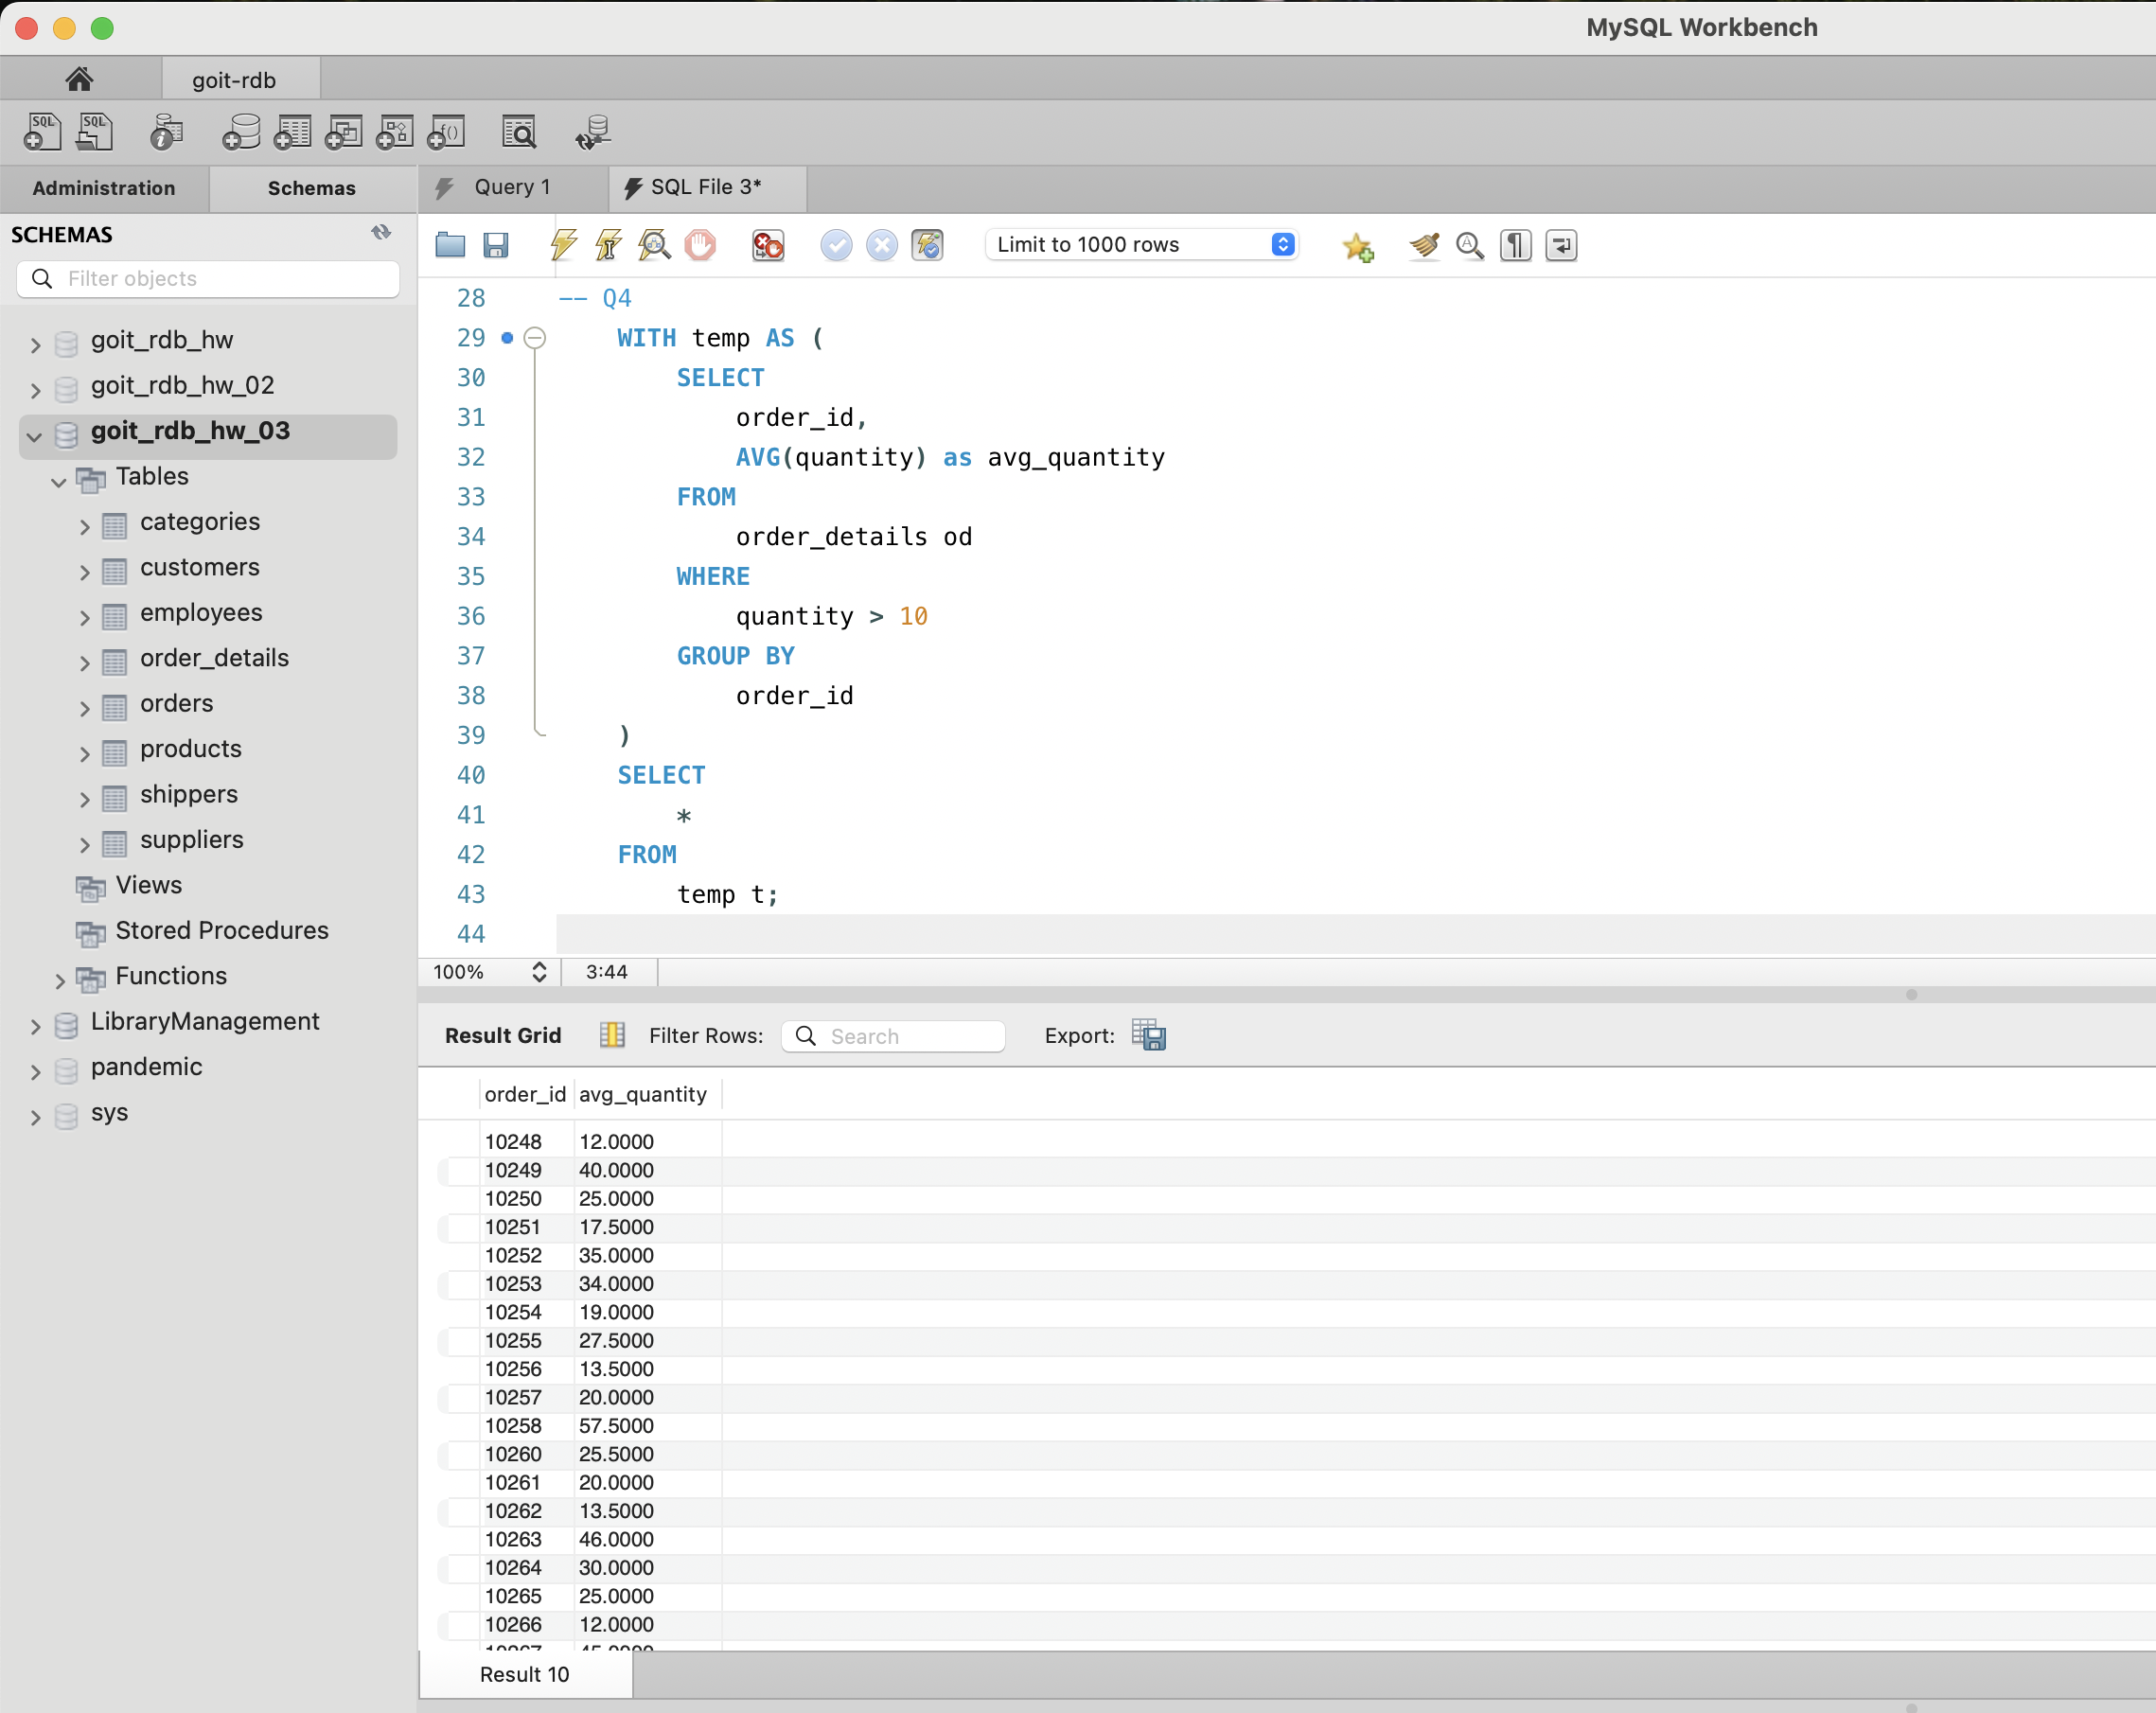 MySQL Workbench
goit-rdb
SQL SQL
Administration Schemas
Query 1 SQL File 3*
SCHEMAS
Filter objects
Limit to 1000 rows
goit_rdb_hw
goit_rdb_hw_02
goit_rdb_hw_03
Tables
categories
customers
employees
order_details
orders
products
shippers
suppliers
Views
Stored Procedures
Functions
LibraryManagement
pandemic
sys
28 -- Q4
29 WITH temp AS (
30 SELECT
31 order_id,
32 AVG(quantity) as avg_quantity
33 FROM
34 order_details od
35 WHERE
36 quantity > 10
37 GROUP BY
38 order_id
39 )
40 SELECT
41 *
42 FROM
43 temp t;
44
100% 3:44
Result Grid Filter Rows: Search Export:
order_id avg_quantity
10248 12.0000
10249 40.0000
10250 25.0000
10251 17.5000
10252 35.0000
10253 34.0000
10254 19.0000
10255 27.5000
10256 13.5000
10257 20.0000
10258 57.5000
10260 25.5000
10261 20.0000
10262 13.5000
10263 46.0000
10264 30.0000
10265 25.0000
10266 12.0000
Result 10